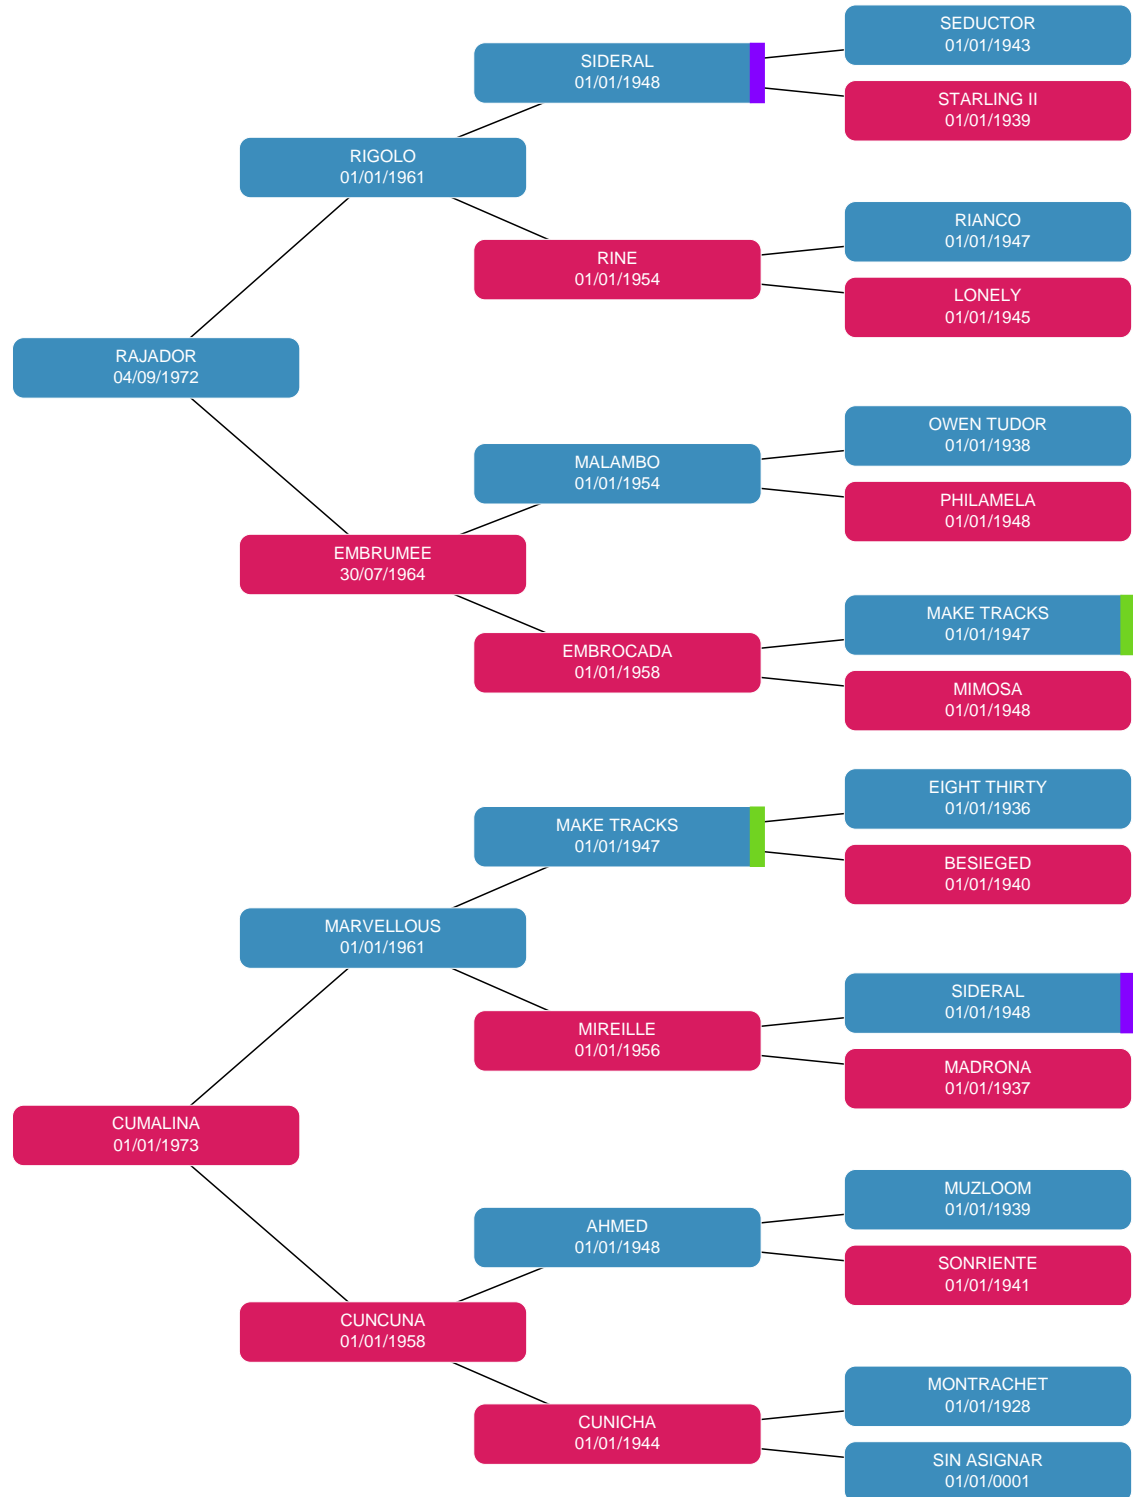 SEDUCTOR
01/01/1943
SIDERAL
01/01/1948
STARLING II
01/01/1939
RIGOLO
01/01/1961
RIANCO
01/01/1947
RINE
01/01/1954
LONELY
01/01/1945
RAJADOR
04/09/1972
OWEN TUDOR
01/01/1938
MALAMBO
01/01/1954
PHILAMELA
01/01/1948
EMBRUMEE
30/07/1964
MAKE TRACKS
01/01/1947
EMBROCADA
01/01/1958
MIMOSA
01/01/1948
EIGHT THIRTY
01/01/1936
MAKE TRACKS
01/01/1947
BESIEGED
01/01/1940
MARVELLOUS
01/01/1961
SIDERAL
01/01/1948
MIREILLE
01/01/1956
MADRONA
01/01/1937
CUMALINA
01/01/1973
MUZLOOM
01/01/1939
AHMED
01/01/1948
SONRIENTE
01/01/1941
CUNCUNA
01/01/1958
MONTRACHET
01/01/1928
CUNICHA
01/01/1944
SIN ASIGNAR
01/01/0001